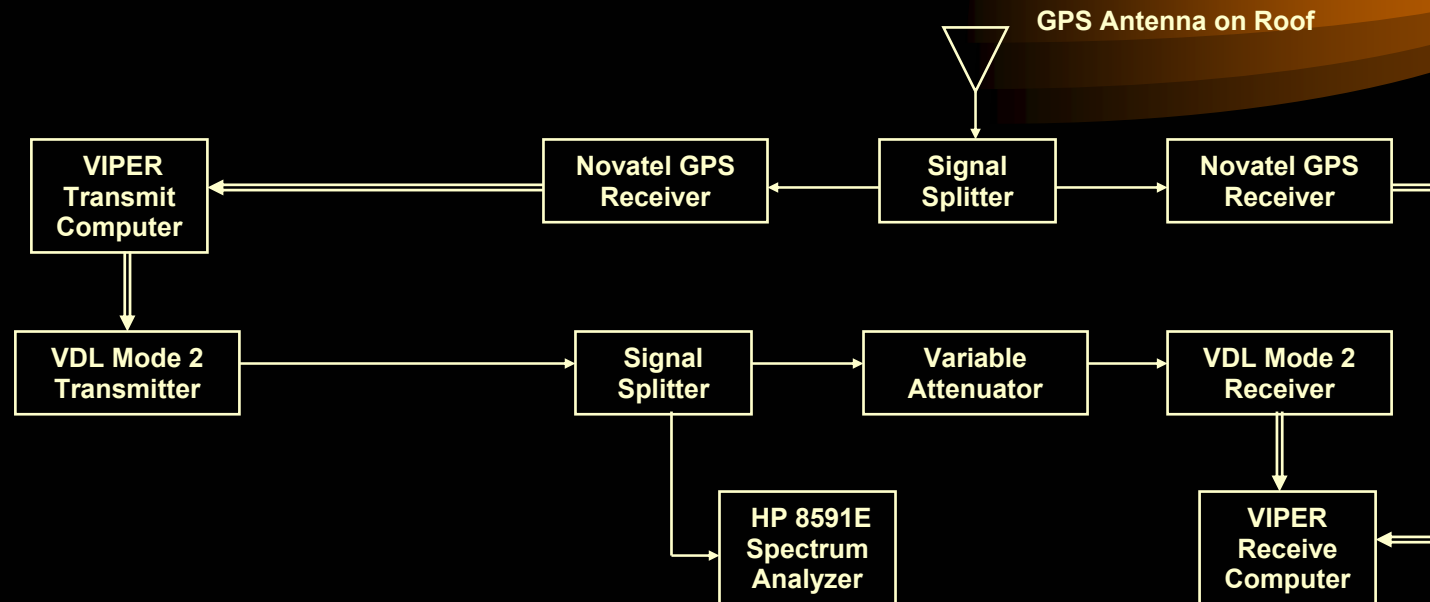 GPS Antenna on Roof
VIPER
Transmit
Computer
Novatel GPS
Receiver
Signal
Splitter
Novatel GPS
Receiver
VDL Mode 2
Transmitter
Signal
Splitter
Variable
Attenuator
VDL Mode 2
Receiver
HP 8591E
Spectrum
Analyzer
VIPER
Receive
Computer